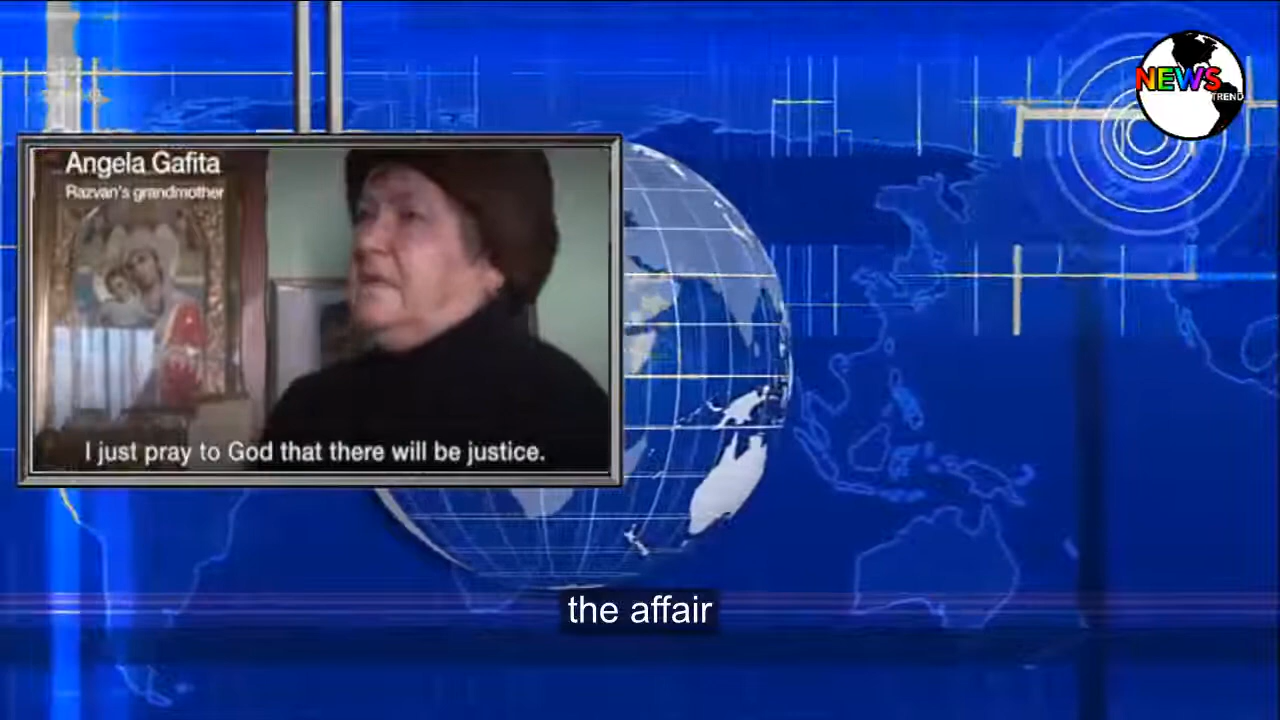 NEWS
TREND
Angela Gafita
Razvan's grandmother
I just pray to God that there will be justice.
the affair